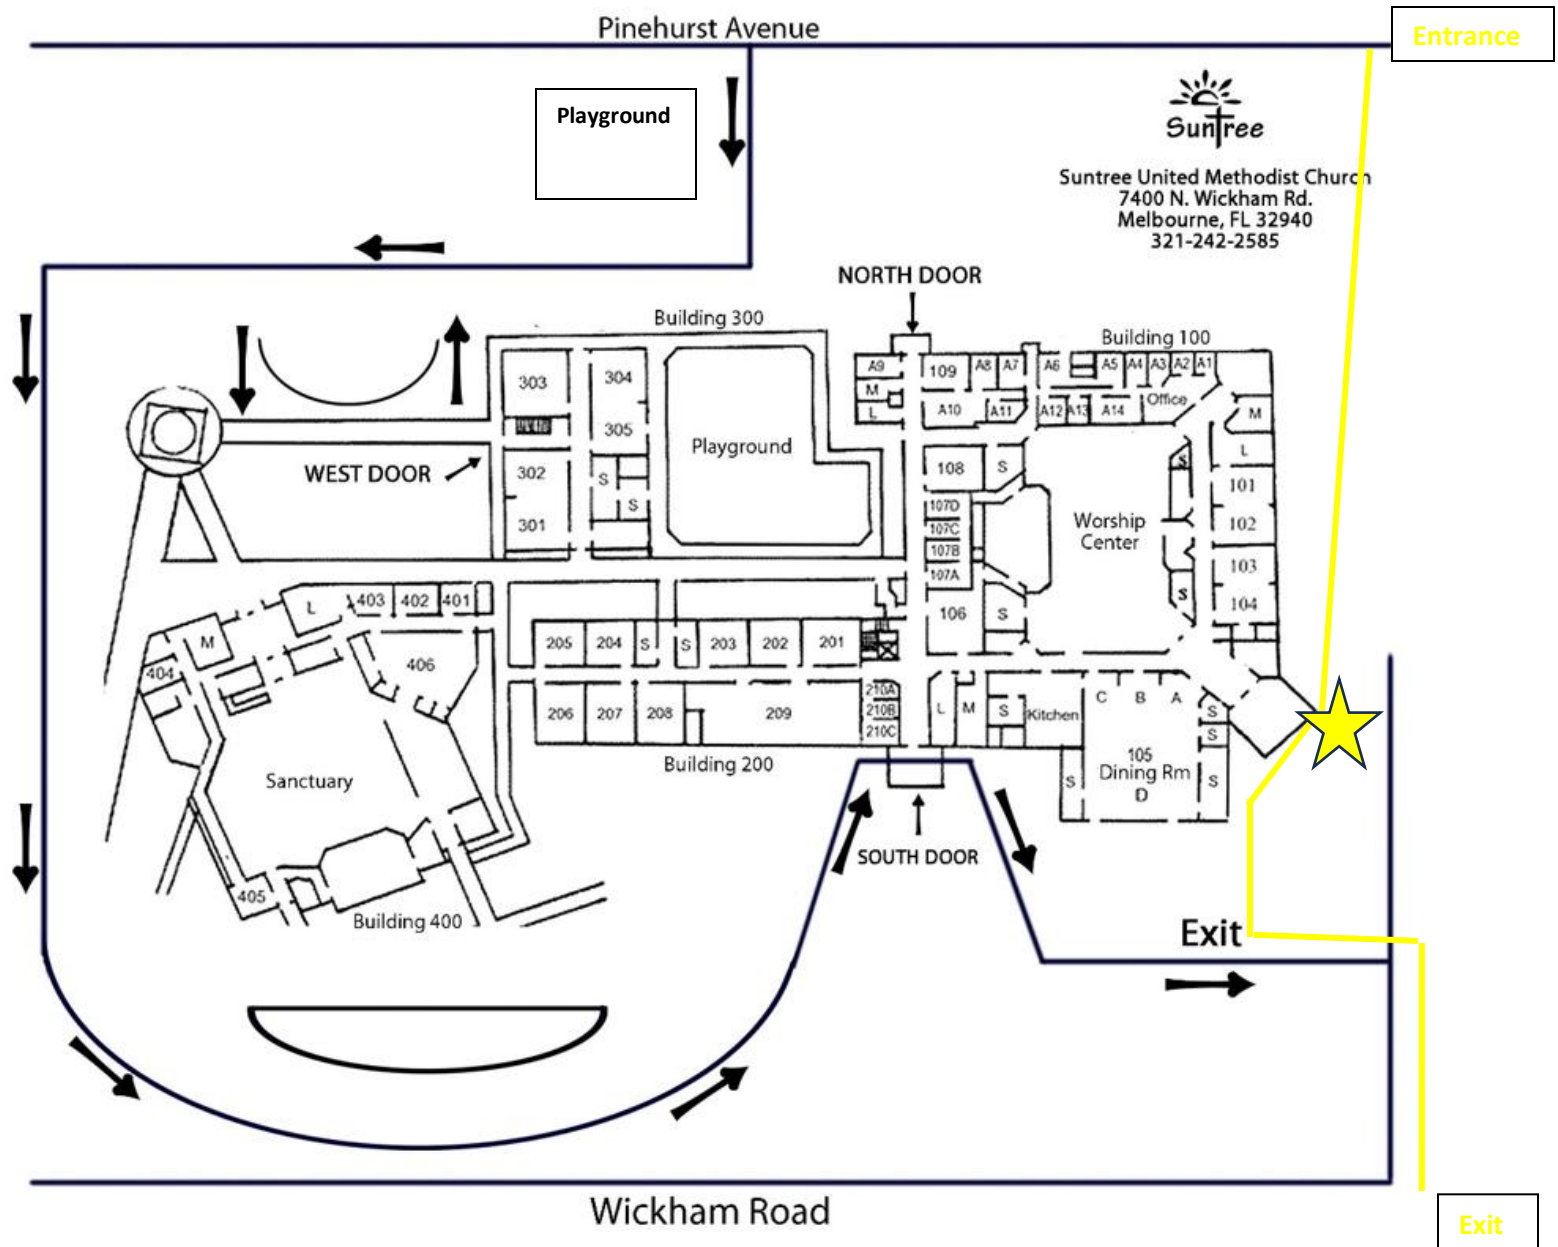 Pinehurst Avenue
Entrance
Playground
SunTree
Suntree United Methodist Church
7400 N. Wickham Rd.
Melbourne, FL 32940
321-242-2585
NORTH DOOR
Building 300
Building 100
303
304
305
WEST DOOR
302
301
S
S
Playground
A9
109
A8
A7
A6
A5
A4
A3
A2
A1
M
L
A10
A11
A12
A13
A14
Office
M
L
108
S
S
101
107D
107C
107B
107A
Worship
Center
102
103
104
106
S
S
L
403
402
401
M
404
406
205
204
S
S
203
202
201
206
207
208
209
210A
210B
210C
L
M
S
Kitchen
C
B
A
S
S
S
S
105
Dining Rm
D
Sanctuary
Building 200
SOUTH DOOR
405
Building 400
Exit
Wickham Road
Exit